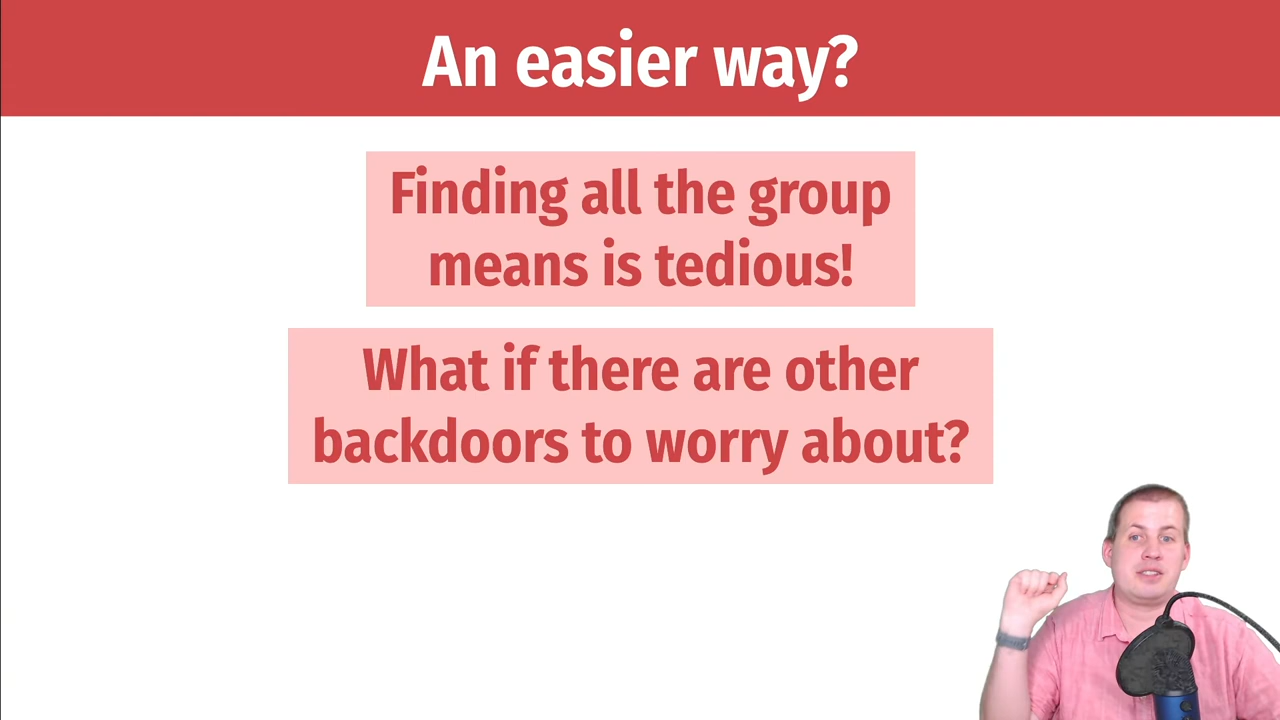 An easier way?
Finding all the group
means is tedious!
What if there are other
backdoors to worry about?